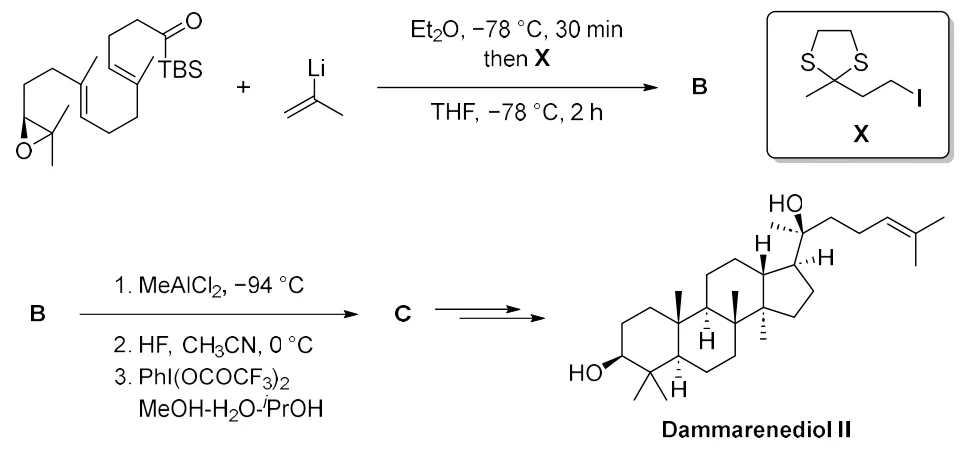 O
TBS
O
+
Li
Et₂O, −78 °C, 30 min
then X
THF, −78 °C, 2 h
B
S S
I
X
B
1. MeAlCl₂, −94 °C
2. HF, CH₃CN, 0 °C
3. PhI(OCOCF₃)₂
MeOH-H₂O-ⁱPrOH
C
HO
H
H
H
HO
H
Dammarenediol II